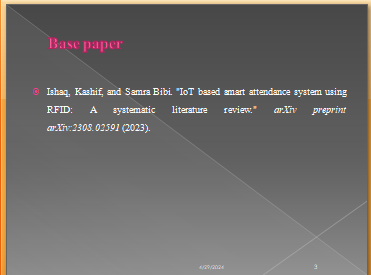 Base paper
Ishaq, Kashif, and Samra Bibi. "IoT based smart attendance system using
RFID: A systematic literature review." arXiv preprint
arXiv:2308.02591 (2023).
4/09/2024
3